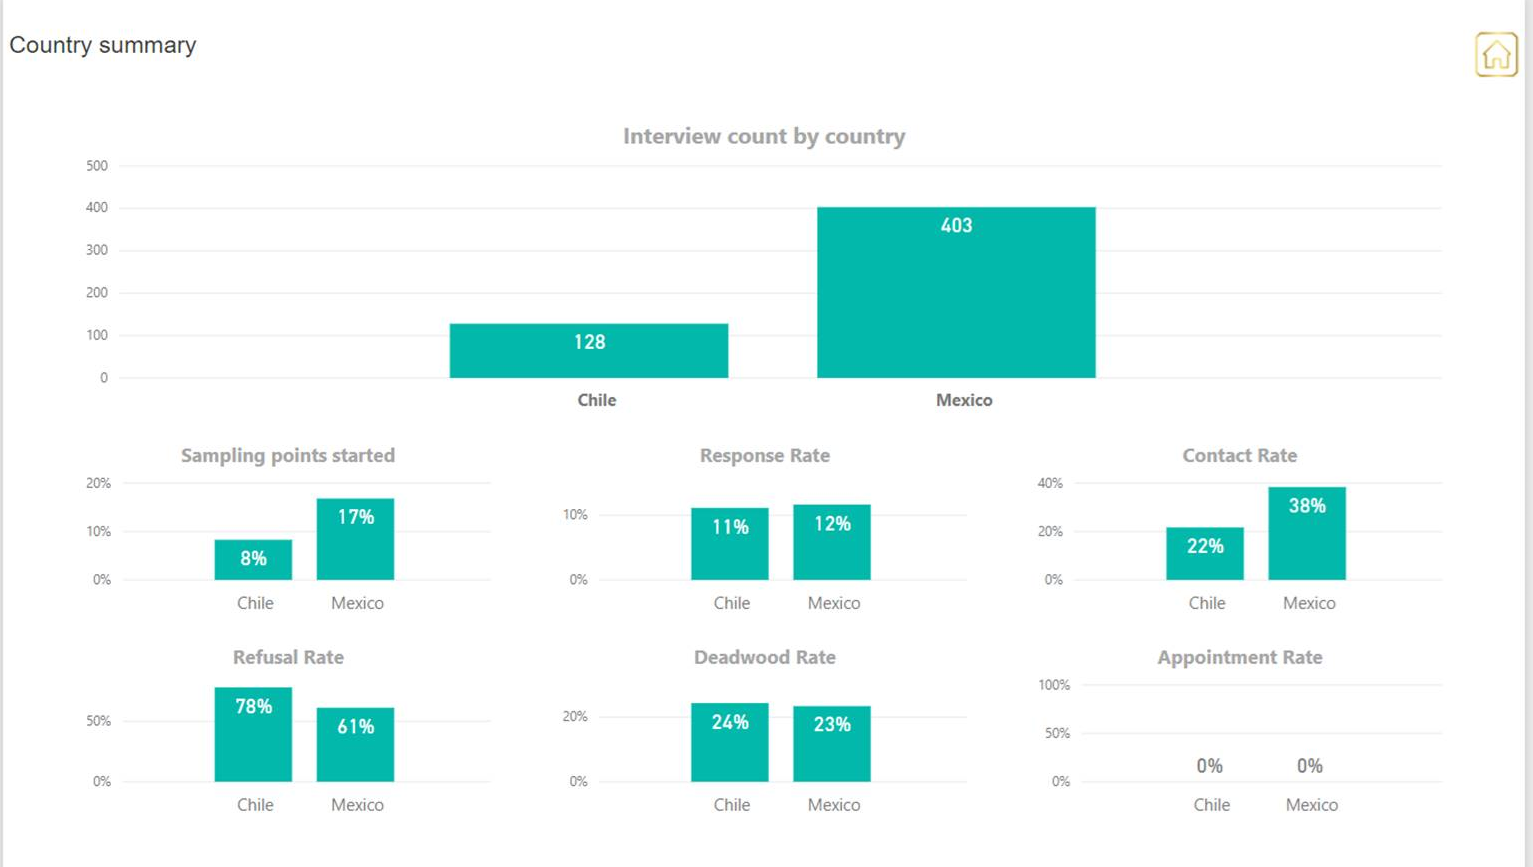 Country summary
Interview count by country
500
400
300
200
100
0
403
128
Chile
Mexico
Sampling points started
20%
10%
0%
8%
17%
Chile
Mexico
Response Rate
10%
0%
11%
12%
Chile
Mexico
Contact Rate
40%
20%
0%
22%
38%
Chile
Mexico
Refusal Rate
50%
0%
78%
61%
Chile
Mexico
Deadwood Rate
20%
0%
24%
23%
Chile
Mexico
Appointment Rate
100%
50%
0%
0%
0%
Chile
Mexico